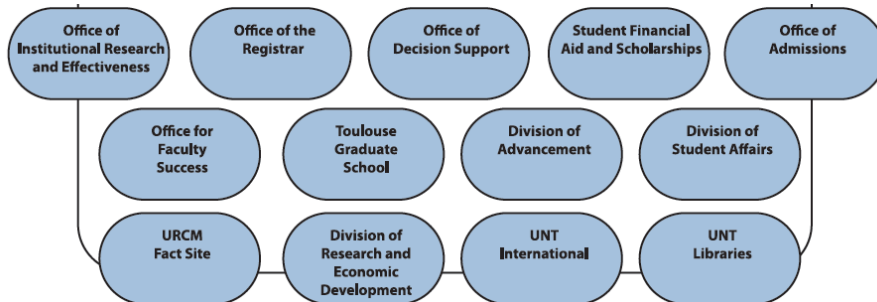 Office of
Institutional Research
and Effectiveness
Office of the
Registrar
Office of
Decision Support
Student Financial
Aid and Scholarships
Office of
Admissions
Office for
Faculty
Success
Toulouse
Graduate
School
Division of
Advancement
Division of
Student Affairs
URCM
Fact Site
Division of
Research and
Economic
Development
UNT
International
UNT
Libraries